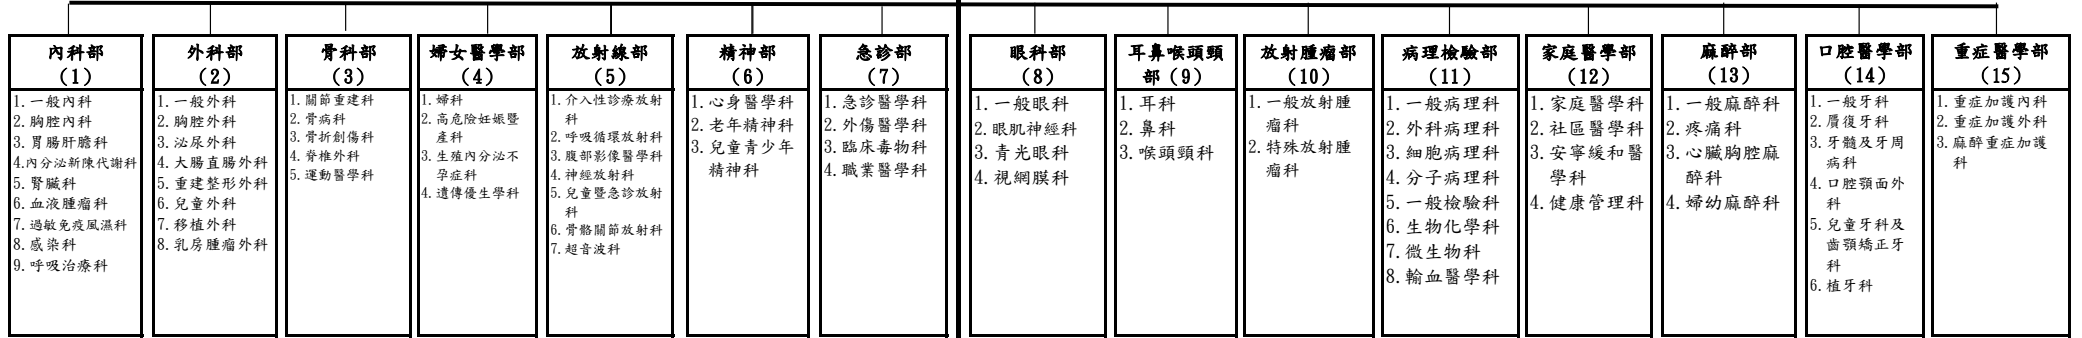 內科部
（1）
1.一般內科
2.胸腔內科
3.胃腸肝膽科
4.內分泌新陳代謝科
5.腎臟科
6.血液腫瘤科
7.過敏免疫風濕科
8.感染科
9.呼吸治療科
外科部
（2）
1.一般外科
2.胸腔外科
3.泌尿外科
4.大腸直腸外科
5.重建整形外科
6.兒童外科
7.移植外科
8.乳房腫瘤外科
骨科部
（3）
1.關節重建科
2.骨病科
3.骨折創傷科
4.脊椎外科
5.運動醫學科
婦女醫學部
（4）
1.婦科
2.高危險妊娠暨
產科
3.生殖內分泌不
孕症科
4.遺傳優生學科
放射線部
（5）
1.介入性診療放射
科
2.呼吸循環放射科
3.腹部影像醫學科
4.神經放射科
5.兒童暨急診放射
科
6.骨骼關節放射科
7.超音波科
精神部
（6）
1.心身醫學科
2.老年精神科
3.兒童青少年
精神科
急診部
（7）
1.急診醫學科
2.外傷醫學科
3.臨床毒物科
4.職業醫學科
眼科部
（8）
1.一般眼科
2.眼肌神經科
3.青光眼科
4.視網膜科
耳鼻喉頭頸
部（9）
1.耳科
2.鼻科
3.喉頭頸科
放射腫瘤部
（10）
1.一般放射腫
瘤科
2.特殊放射腫
瘤科
病理檢驗部
（11）
1.一般病理科
2.外科病理科
3.細胞病理科
4.分子病理科
5.一般檢驗科
6.生物化學科
7.微生物科
8.輸血醫學科
家庭醫學部
（12）
1.家庭醫學科
2.社區醫學科
3.安寧緩和醫
學科
4.健康管理科
麻醉部
（13）
1.一般麻醉科
2.疼痛科
3.心臟胸腔麻
醉科
4.婦幼麻醉科
口腔醫學部
（14）
1.一般牙科
2.贋復牙科
3.牙髓及牙周
病科
4.口腔顎面外
科
5.兒童牙科及
齒顎矯正牙
科
6.植牙科
重症醫學部
（15）
1.重症加護內科
2.重症加護外科
3.麻醉重症加護
科